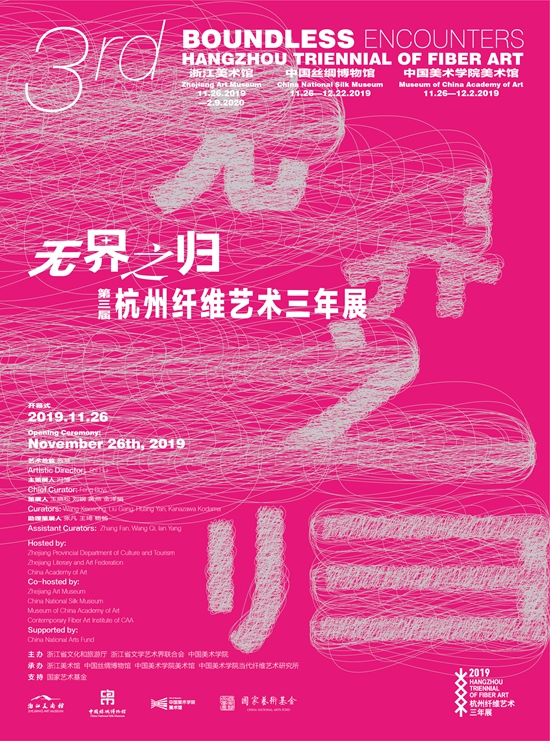 3rd
BOUNDLESS ENCOUNTERS
HANGZHOU TRIENNIAL OF FIBER ART
浙江美术馆
Zhejiang Art Museum
11.26.2019
—2.9.2020
中国丝绸博物馆
China National Silk Museum
11.26—12.22.2019
中国美术学院美术馆
Museum of China Academy of Art
11.26—12.2.2019
无界之归
无界之归
第三届
杭州纤维艺术三年展
开幕式
2019.11.26
Opening Ceremony:
November 26th, 2019
艺术总监
Artistic Director: Shi Hui
主策展人
Chief Curator: Feng Boyi
策展人
Curators: Wang Xiaosong, Liu Gang, Huang Yan, Kanazawa Kodama
助理策展人 张凡 王琦
Assistant Curators: Zhang Fan, Wang Qi, Ian Yang
Hosted by:
Zhejiang Provincial Department of Culture and Tourism
Zhejiang Literary and Art Federation
China Academy of Art
Co-hosted by:
Zhejiang Art Museum
China National Silk Museum
Museum of China Academy of Art
Contemporary Fiber Art Institute of CAA
Supported by:
China National Arts Fund
主办 浙江省文化和旅游厅 浙江省文学艺术界联合会 中国美术学院
承办 浙江美术馆 中国丝绸博物馆 中国美术学院美术馆 中国美术学院当代纤维艺术研究所
支持 国家艺术基金
浙江美术馆
ZHEJIANG ART MUSEUM
中国丝绸博物馆
China National Silk Museum
中国美术学院
美术馆
国家藝術基金
CHINA NATIONAL ARTS FUND
2019
HANGZHOU
TRIENNIAL
OF FIBER ART
杭州纤维艺术
三年展